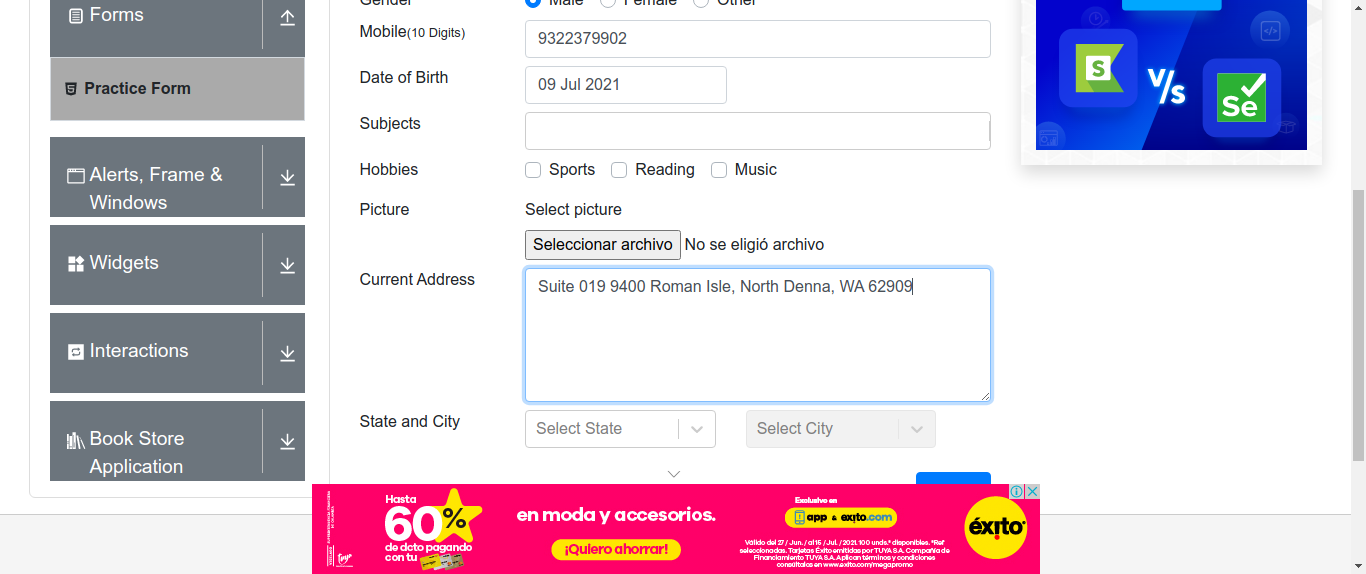 Gender Male Female Other
Forms
Mobile(10 Digits) 9322379902
Practice Form
Date of Birth 09 Jul 2021
Subjects
Hobbies Sports Reading Music
Alerts, Frame &
Windows
Picture Select picture
Seleccionar archivo No se eligió archivo
Widgets
Current Address Suite 019 9400 Roman Isle, North Denna, WA 62909
Interactions
State and City Select State Select City
Book Store
Application
S V/s Se
Hasta
60%
de dcto pagando
con tu
en moda y accesorios.
¡Quiero ahorrar!
Exclusivo en
app & exito.com
Válido del 27 / Jun. / al 15 / Jul. / 2021. 100 unds.* disponibles. *Ref
seleccionadas. Tarjetas Éxito emitidas por TUYA S.A. Compañía de
Financiamiento TUYA S.A. Aplican términos y condiciones
consúltalos en www.exito.com/megapromo
éxito